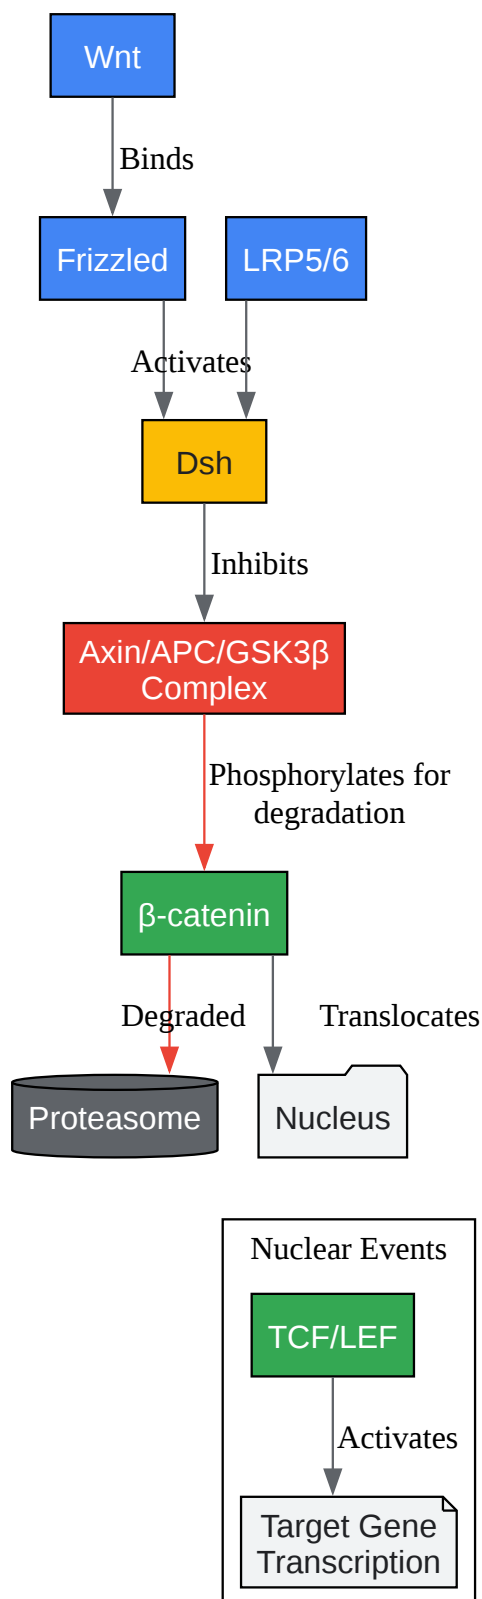 Wnt
Binds
Frizzled
LRP5/6
Activates
Dsh
Inhibits
Axin/APC/GSK3β
Complex
Phosphorylates for
degradation
β-catenin
Degraded
Translocates
Proteasome
Nucleus
Nuclear Events
TCF/LEF
Activates
Target Gene
Transcription